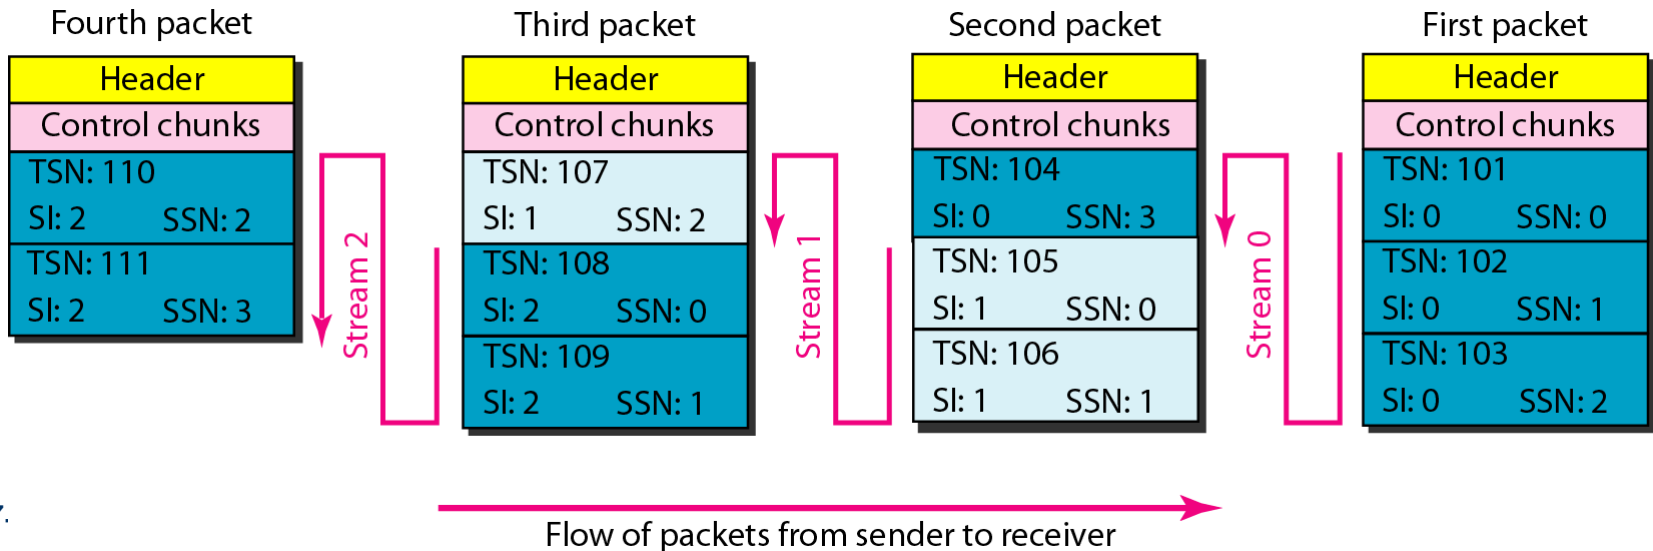 Fourth packet
Header
Control chunks
TSN: 110
SI: 2 SSN: 2
TSN: 111
SI: 2 SSN: 3
Stream 2
Third packet
Header
Control chunks
TSN: 107
SI: 1 SSN: 2
TSN: 108
SI: 2 SSN: 0
TSN: 109
SI: 2 SSN: 1
Stream 1
Second packet
Header
Control chunks
TSN: 104
SI: 0 SSN: 3
TSN: 105
SI: 1 SSN: 0
TSN: 106
SI: 1 SSN: 1
Stream 0
First packet
Header
Control chunks
TSN: 101
SI: 0 SSN: 0
TSN: 102
SI: 0 SSN: 1
TSN: 103
SI: 0 SSN: 2
Flow of packets from sender to receiver